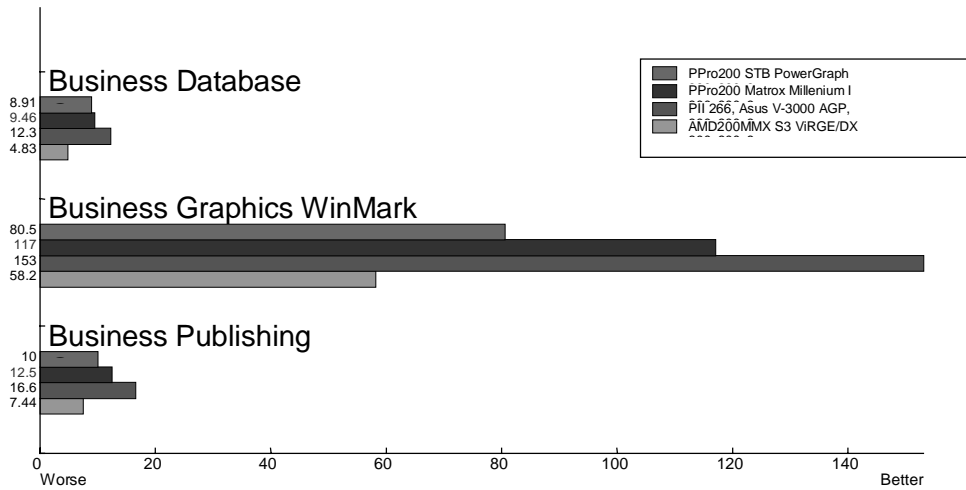 Business Database
8.91
9.46
12.3
4.83
PPro200 STB PowerGraph
PPro200 Matrox Millenium I
PII 266, Asus V-3000 AGP,
AMD200MMX S3 ViRGE/DX
Business Graphics WinMark
80.5
117
153
58.2
Business Publishing
10
12.5
16.6
7.44
0 20 40 60 80 100 120 140
Worse Better